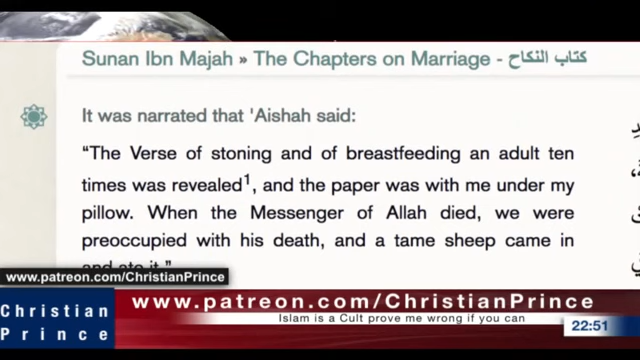 Sunan Ibn Majah » The Chapters on Marriage - كتاب النكاح
It was narrated that 'Aishah said:
“The Verse of stoning and of breastfeeding an adult ten
times was revealed1, and the paper was with me under my
pillow. When the Messenger of Allah died, we were
preoccupied with his death, and a tame sheep came in
and ate it.”
www.patreon.com/ChristianPrince
Christian
Prince
www.patreon.com/ChristianPrince
Islam is a Cult prove me wrong if you can
22:51